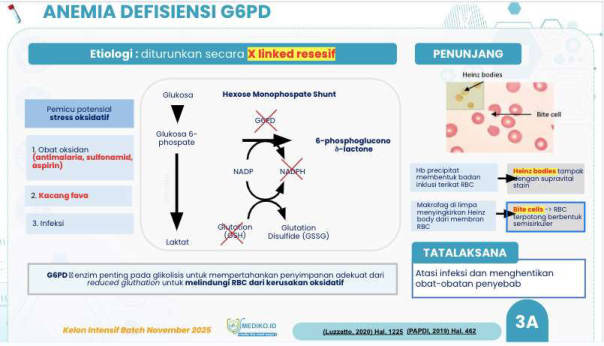 ANEMIA DEFISIENSI G6PD
Etiologi : diturunkan secara X linked resesif
Pemicu potensial
stress oksidatif
1. Obat oksidan
(antimalaria, sulfonamid,
aspirin)
2. Kacang fava
3. Infeksi
Glukosa
Hexose Monophosphate Shunt
G6PD
Glukosa 6-
phospate
6-phosphoglucono
δ-lactone
NADP
NADPH
Glutation
(GSH)
Glutation
Disulfide (GSSG)
Laktat
G6PD enzim penting pada glikolisis untuk mempertahankan penyimpanan adekuat dari
reduced gluthation untuk melindungi RBC dari kerusakan oksidatif
PENUNJANG
Heinz bodies
Bite cell
Hb precipitat
membentuk badan
inklusi terikat RBC
Heinz bodies tampak
dengan supravital
stain
Makrofag di limpa
menyingkirkan Heinz
body dari membran
RBC
Bite cells -> RBC
terpotong berbentuk
semisirkuler
TATALAKSANA
Atasi infeksi dan menghentikan
obat-obatan penyebab
3A
Kelon Intensif Batch November 2025
MEDIKO.ID
(Luzzatto, 2020) Hal. 1225 (PAPDI, 2019) Hal. 462